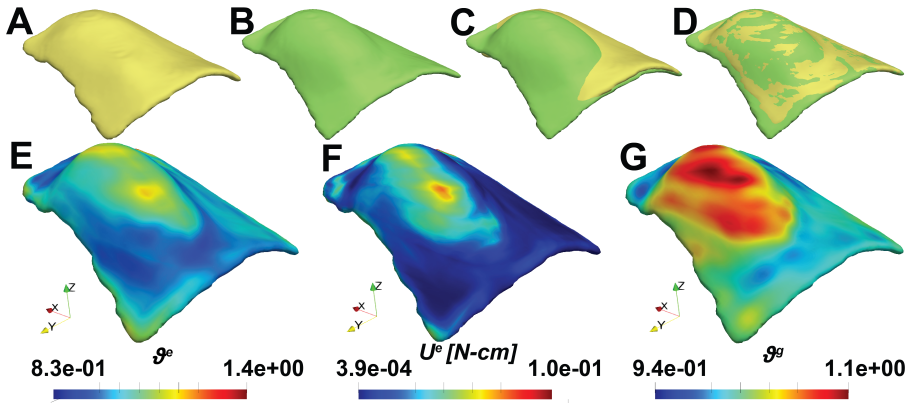 A B C D
E F G
Z X Y
Z X Y
Z X Y
ϑᵉ Uᵉ [N-cm] ϑᵍ
8.3e-01 1.4e+00 3.9e-04 1.0e-01 9.4e-01 1.1e+00